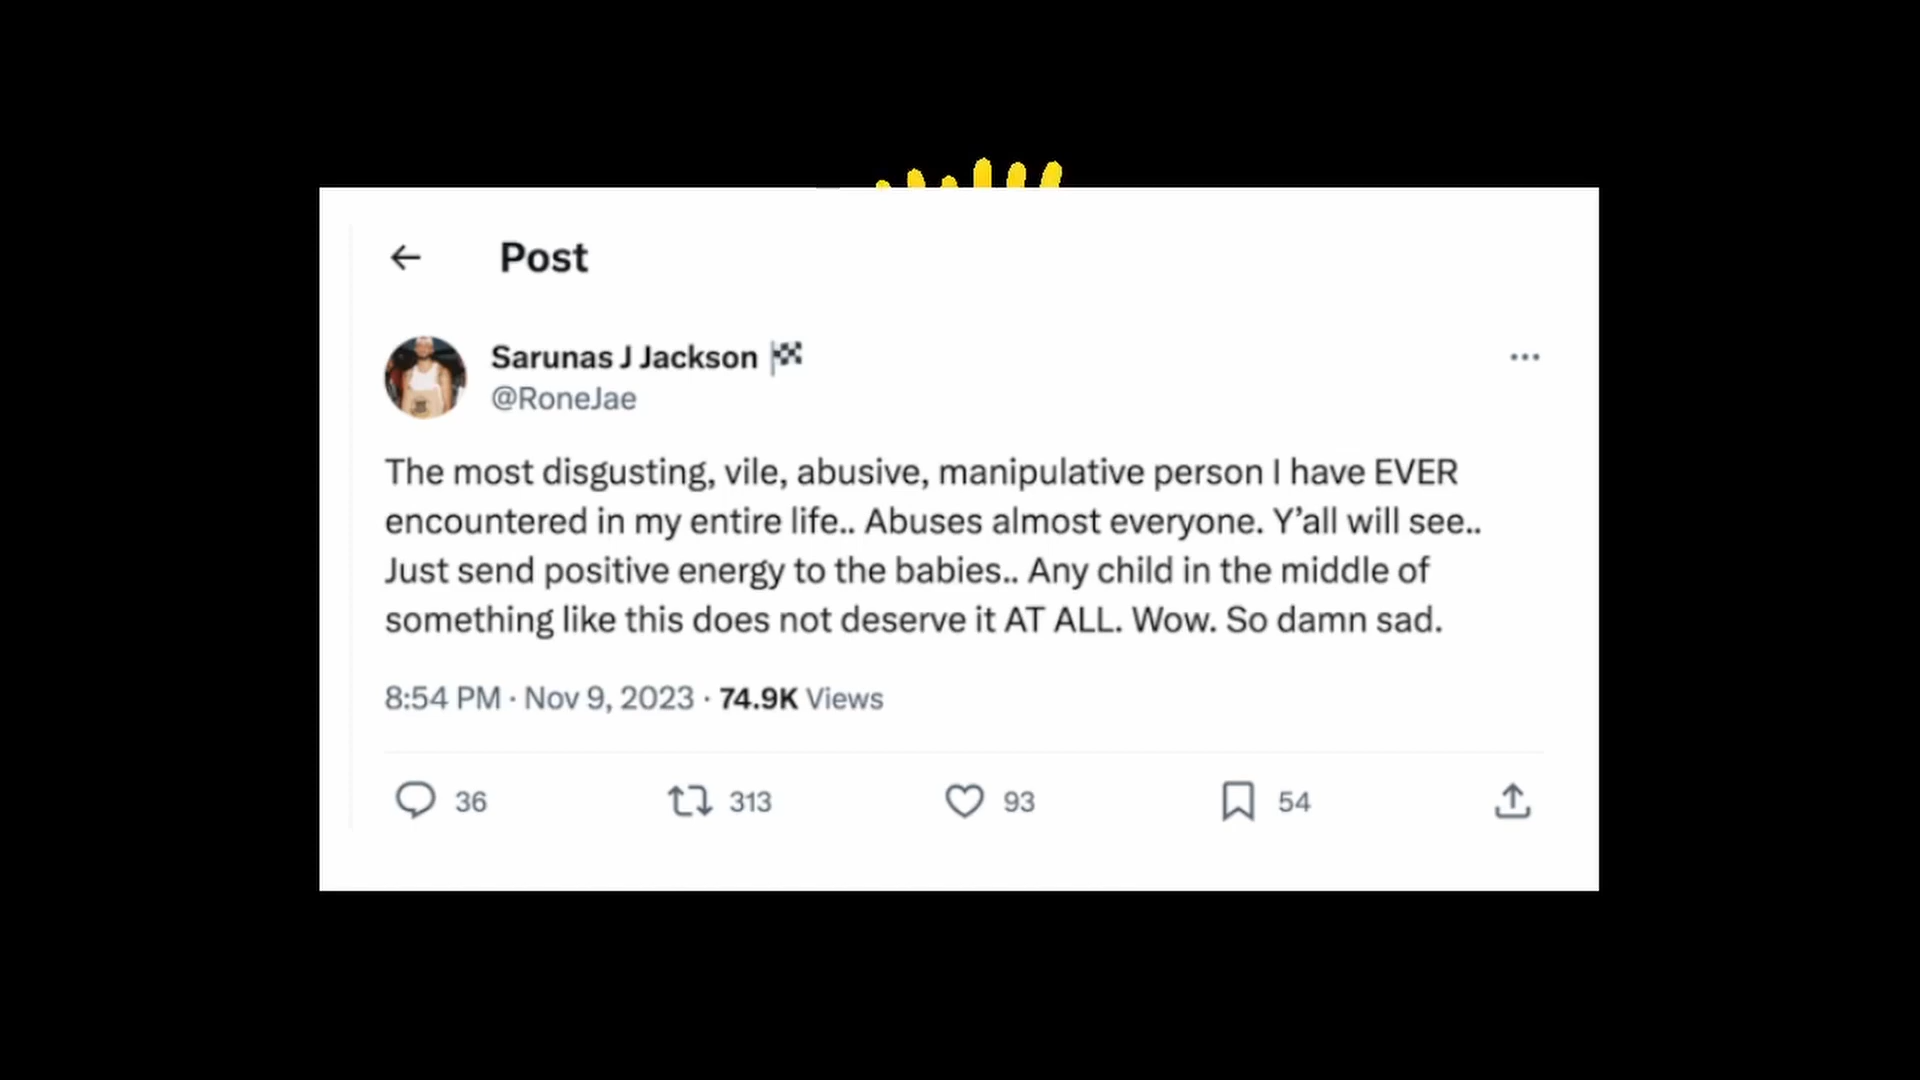 Post
Sarunas J Jackson
@RoneJae
The most disgusting, vile, abusive, manipulative person I have EVER
encountered in my entire life.. Abuses almost everyone. Y’all will see..
Just send positive energy to the babies.. Any child in the middle of
something like this does not deserve it AT ALL. Wow. So damn sad.
8:54 PM · Nov 9, 2023 · 74.9K Views
36 313 93 54